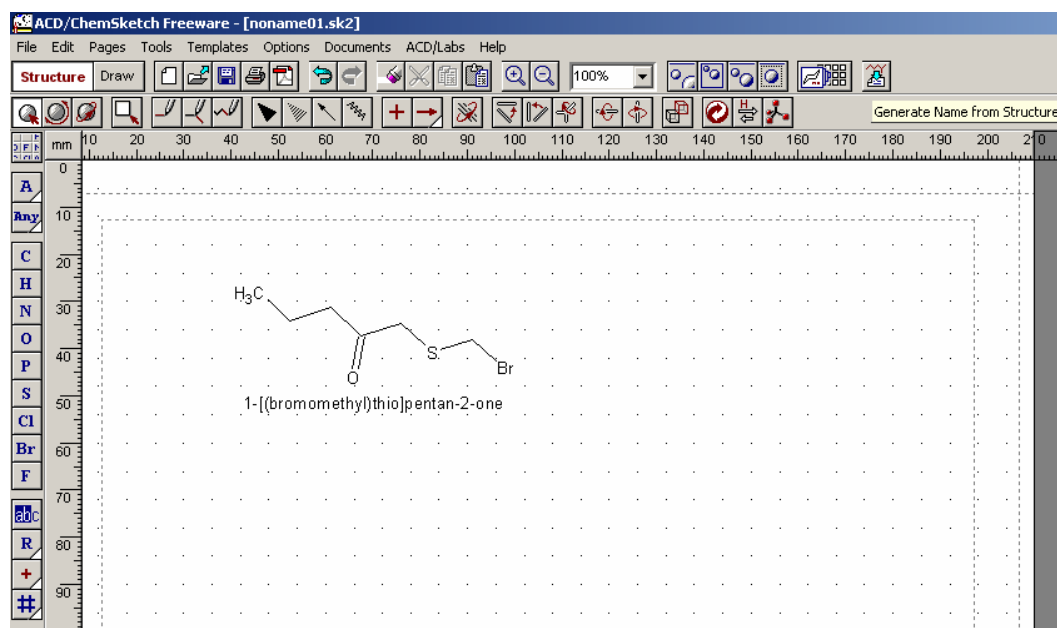 ACD/ChemSketch Freeware - [noname01.sk2]
File Edit Pages Tools Templates Options Documents ACD/Labs Help
Structure Draw 100%
H
Generate Name from Structure
mm 10 20 30 40 50 60 70 80 90 100 110 120 130 140 150 160 170 180 190 200 210
0
A
Any 10
C
20
H
N 30
O
P 40
S
Cl 50
Br 60
F
70
abc
R 80
+
# 90
H3C
S
Br
O
1-[(bromomethyl)thio]pentan-2-one